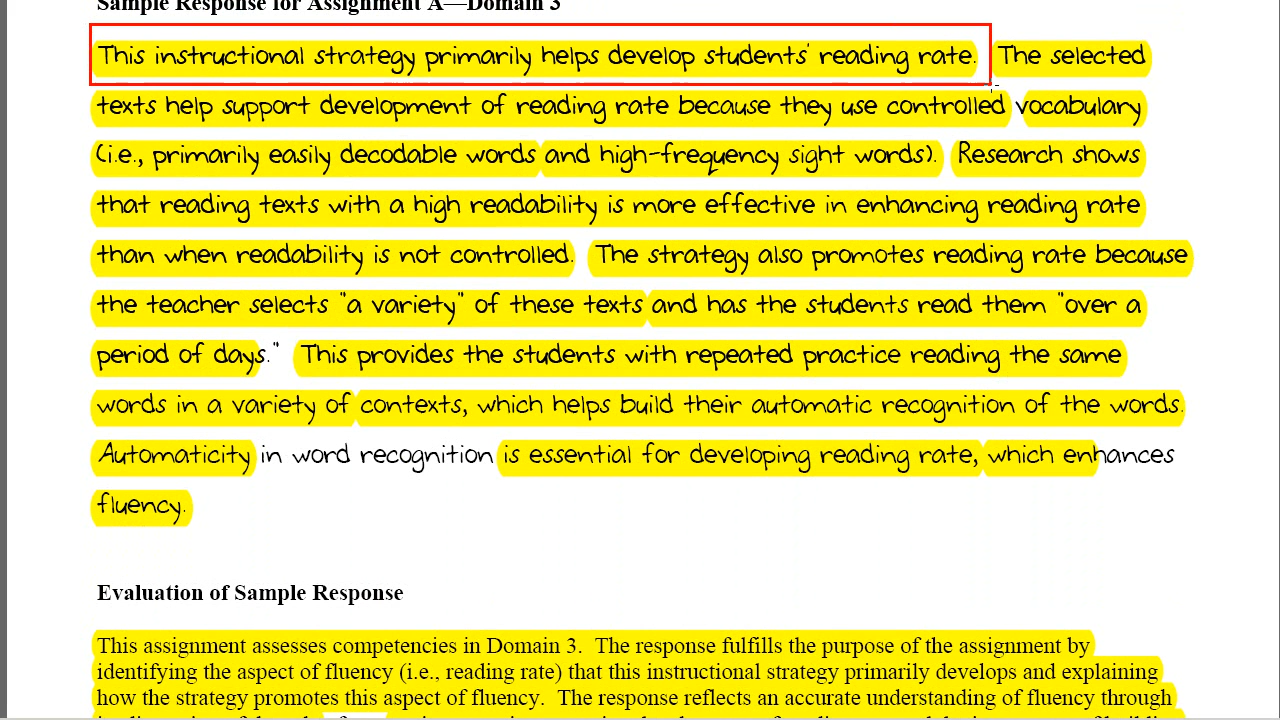 Sample Response for Assignment A—Domain 3
This instructional strategy primarily helps develop students' reading rate. The selected
texts help support development of reading rate because they use controlled vocabulary
(i.e., primarily easily decodable words and high-frequency sight words). Research shows
that reading texts with a high readability is more effective in enhancing reading rate
than when readability is not controlled. The strategy also promotes reading rate because
the teacher selects "a variety" of these texts and has the students read them "over a
period of days." This provides the students with repeated practice reading the same
words in a variety of contexts, which helps build their automatic recognition of the words.
Automaticity in word recognition is essential for developing reading rate, which enhances
fluency.
Evaluation of Sample Response
This assignment assesses competencies in Domain 3. The response fulfills the purpose of the assignment by
identifying the aspect of fluency (i.e., reading rate) that this instructional strategy primarily develops and explaining
how the strategy promotes this aspect of fluency. The response reflects an accurate understanding of fluency through